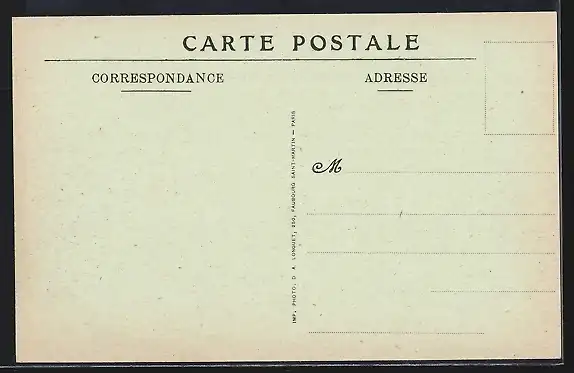 CARTE POSTALE
CORRESPONDANCE
ADRESSE
M
IMP. PHOTO. D. A. LONGUET, 250, FAUBOURG SAINT-MARTIN — PARIS